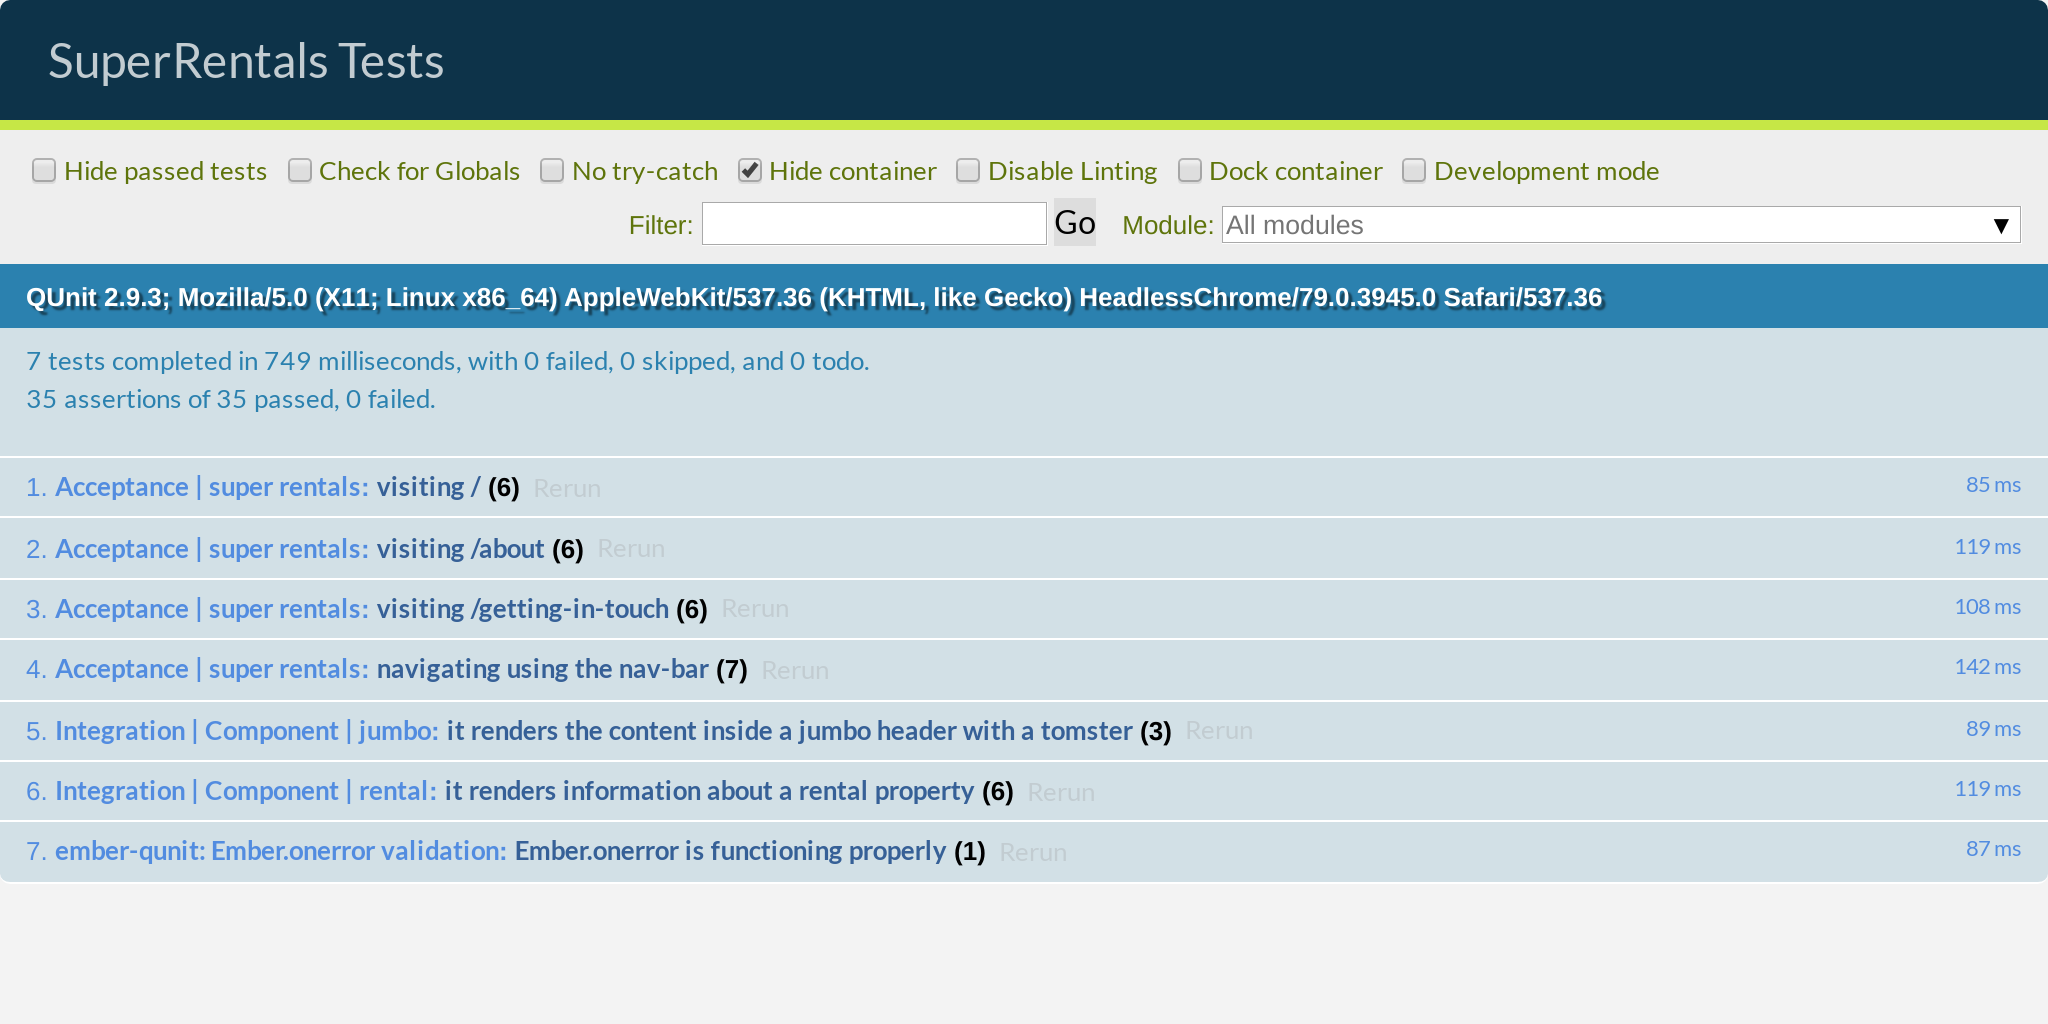 SuperRentals Tests
Hide passed tests Check for Globals No try-catch Hide container Disable Linting Dock container Development mode
Filter: Go Module: All modules ▼
QUnit 2.9.3; Mozilla/5.0 (X11; Linux x86_64) AppleWebKit/537.36 (KHTML, like Gecko) HeadlessChrome/79.0.3945.0 Safari/537.36
7 tests completed in 749 milliseconds, with 0 failed, 0 skipped, and 0 todo.
35 assertions of 35 passed, 0 failed.
1. Acceptance | super rentals: visiting / (6) Rerun 85 ms
2. Acceptance | super rentals: visiting /about (6) Rerun 119 ms
3. Acceptance | super rentals: visiting /getting-in-touch (6) Rerun 108 ms
4. Acceptance | super rentals: navigating using the nav-bar (7) Rerun 142 ms
5. Integration | Component | jumbo: it renders the content inside a jumbo header with a tomster (3) Rerun 89 ms
6. Integration | Component | rental: it renders information about a rental property (6) Rerun 119 ms
7. ember-qunit: Ember.onerror validation: Ember.onerror is functioning properly (1) Rerun 87 ms